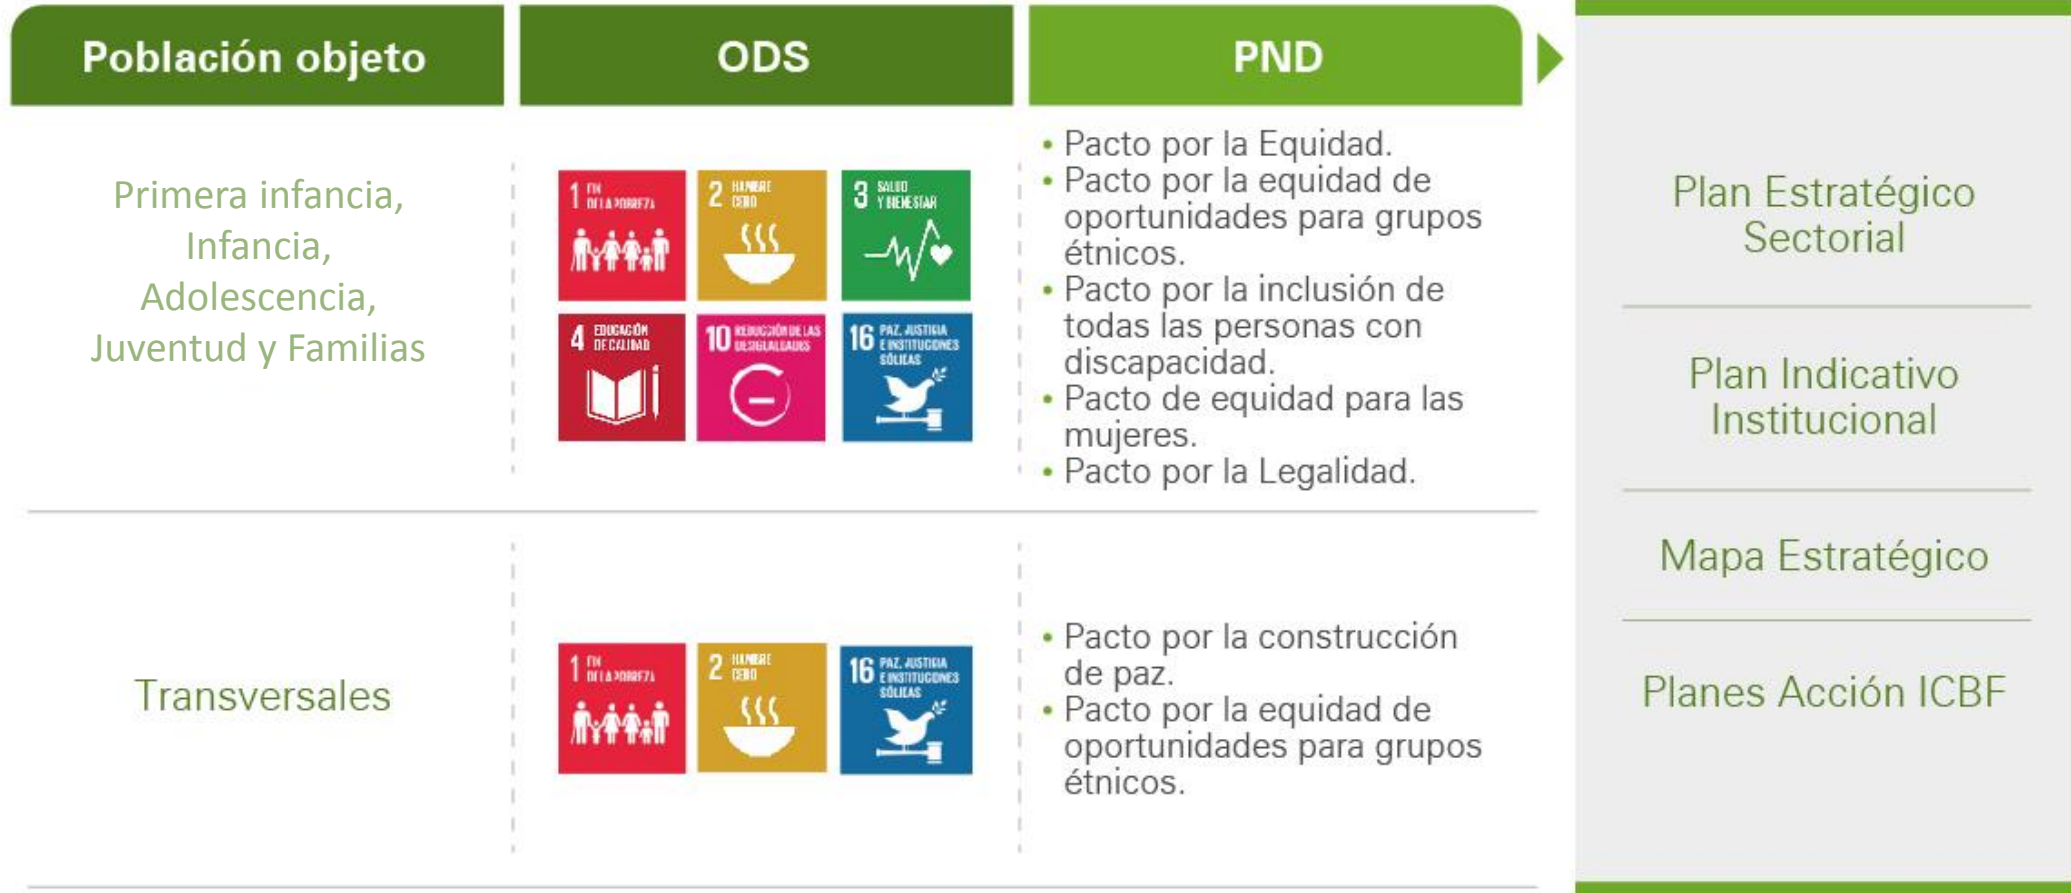 Población objeto
ODS
PND
Primera infancia,
Infancia,
Adolescencia,
Juventud y Familias
1 FIN
DE LA POBREZA
2 HAMBRE
CERO
3 SALUD
Y BIENESTAR
4 EDUCACIÓN
DE CALIDAD
10 REDUCCIÓN DE LAS
DESIGUALDADES
16 PAZ, JUSTICIA
E INSTITUCIONES
SÓLIDAS
• Pacto por la Equidad.
• Pacto por la equidad de
oportunidades para grupos
étnicos.
• Pacto por la inclusión de
todas las personas con
discapacidad.
• Pacto de equidad para las
mujeres.
• Pacto por la Legalidad.
Transversales
1 FIN
DE LA POBREZA
2 HAMBRE
CERO
16 PAZ, JUSTICIA
E INSTITUCIONES
SÓLIDAS
• Pacto por la construcción
de paz.
• Pacto por la equidad de
oportunidades para grupos
étnicos.
Plan Estratégico
Sectorial
Plan Indicativo
Institucional
Mapa Estratégico
Planes Acción ICBF